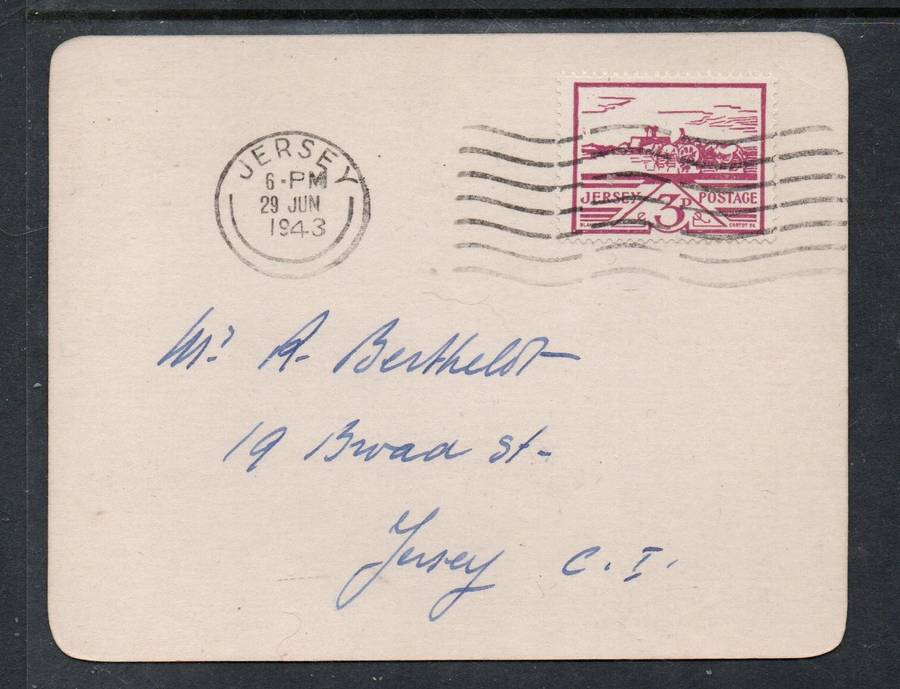 JERSEY
6-PM
29 JUN
1943
JERSEY POSTAGE
3D
Mr. R. Berthelot
19 Broad St-
Jersey C.I.